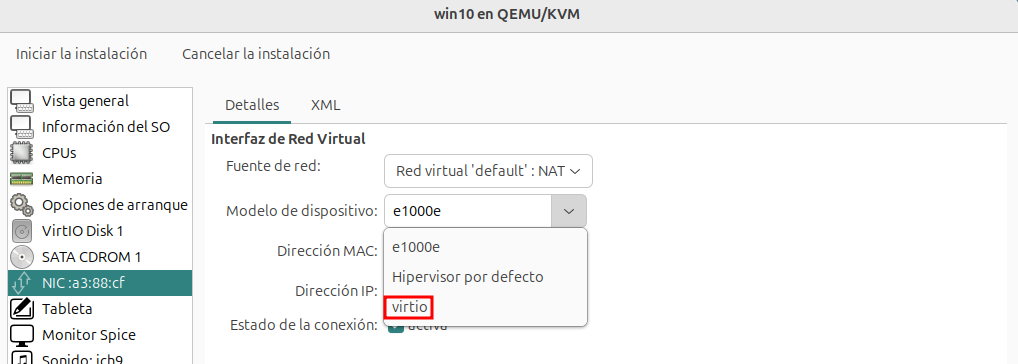 win10 en QEMU/KVM
Iniciar la instalación
Cancelar la instalación
Vista general
Información del SO
CPUs
Memoria
Opciones de arranque
VirtIO Disk 1
SATA CDROM 1
NIC :a3:88:cf
Tableta
Monitor Spice
Sonido: ich9
Detalles
XML
Interfaz de Red Virtual
Fuente de red:
Red virtual 'default' : NAT
Modelo de dispositivo:
e1000e
e1000e
Hipervisor por defecto
virtio
Dirección MAC:
Dirección IP:
Estado de la conexión:
activa